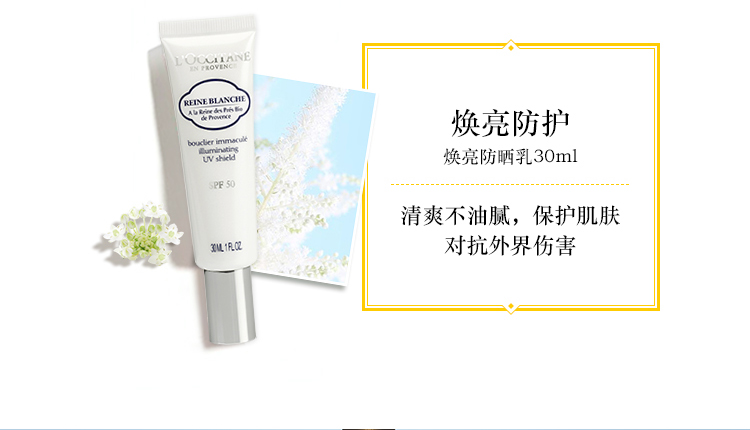 L'OCCITANE
EN PROVENCE
REINE BLANCHE
A la Reine des Prés Bio
de Provence
bouclier immaculé
illuminating
UV shield
SPF 50
30 ML 1 FL.OZ.
焕亮防护
焕亮防晒乳30ml
清爽不油腻，保护肌肤
对抗外界伤害